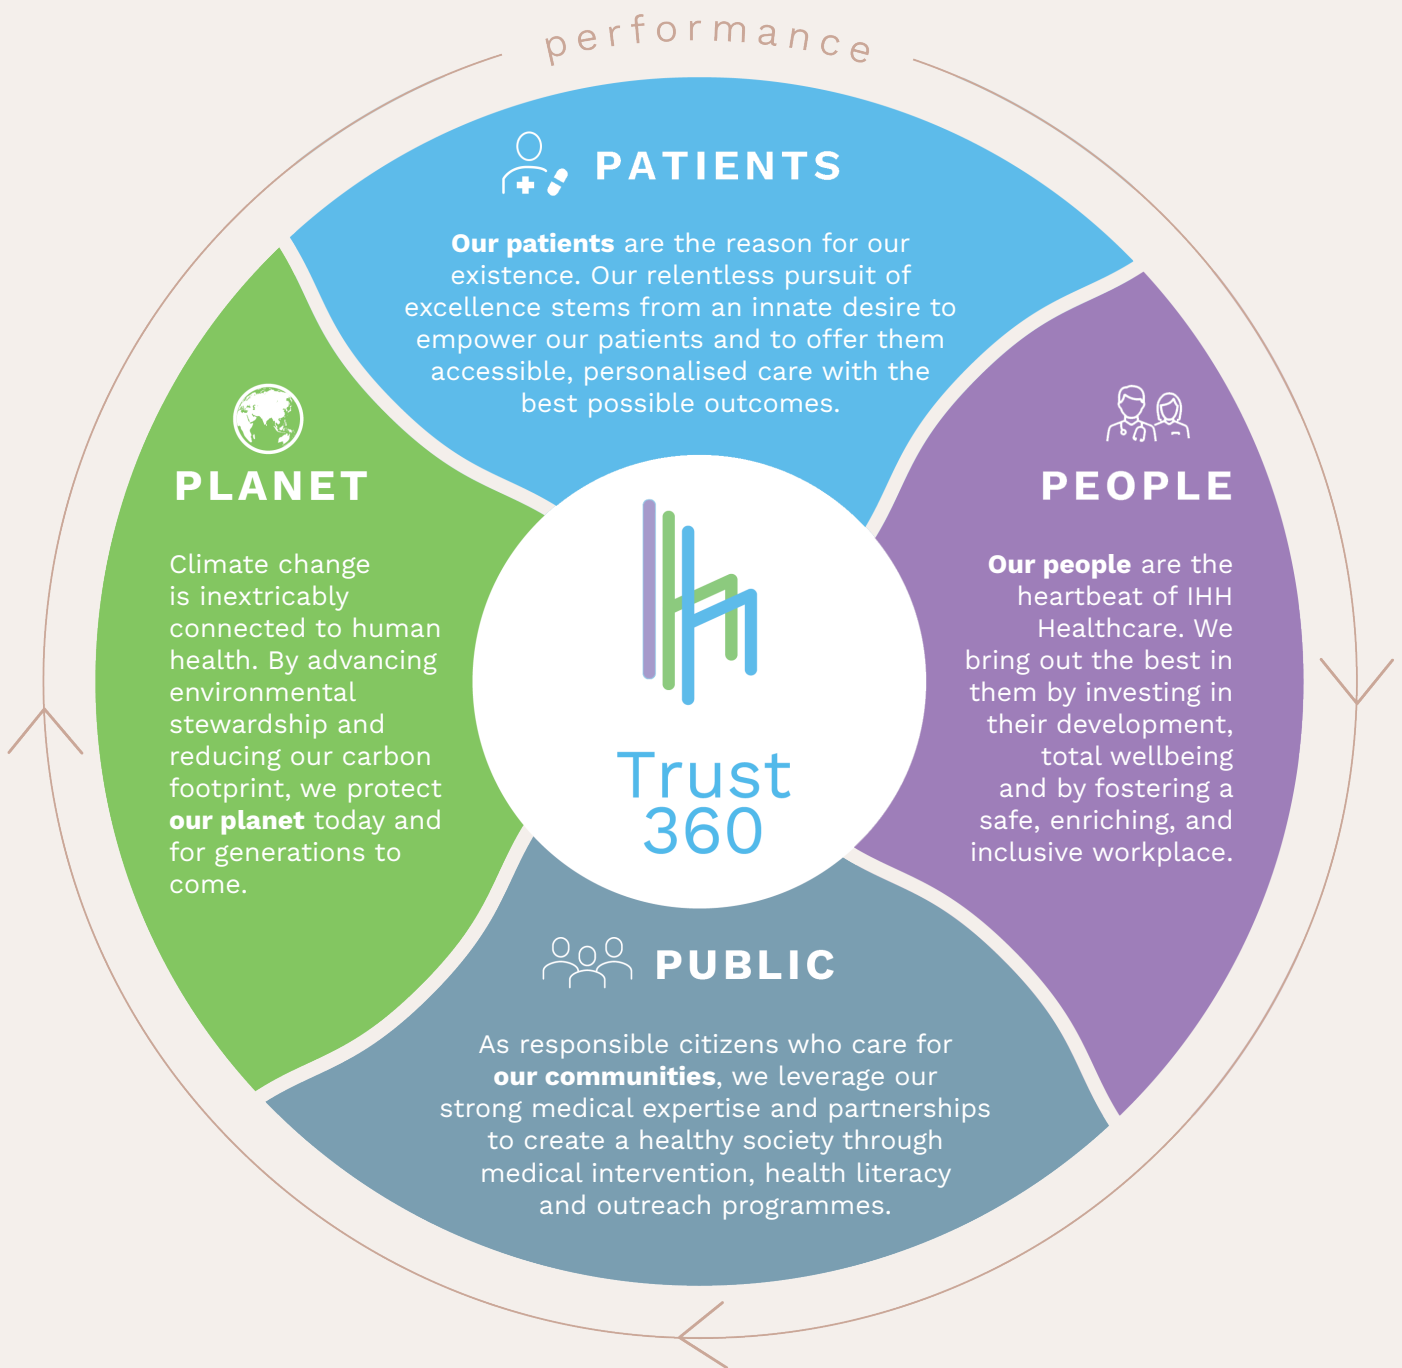 performance
PATIENTS
Our patients are the reason for our
existence. Our relentless pursuit of
excellence stems from an innate desire to
empower our patients and to offer them
accessible, personalised care with the
best possible outcomes.
PLANET
Climate change
is inextricably
connected to human
health. By advancing
environmental
stewardship and
reducing our carbon
footprint, we protect
our planet today and
for generations to
come.
Trust
360
PEOPLE
Our people are the
heartbeat of IHH
Healthcare. We
bring out the best in
them by investing in
their development,
total wellbeing
and by fostering a
safe, enriching, and
inclusive workplace.
PUBLIC
As responsible citizens who care for
our communities, we leverage our
strong medical expertise and partnerships
to create a healthy society through
medical intervention, health literacy
and outreach programmes.